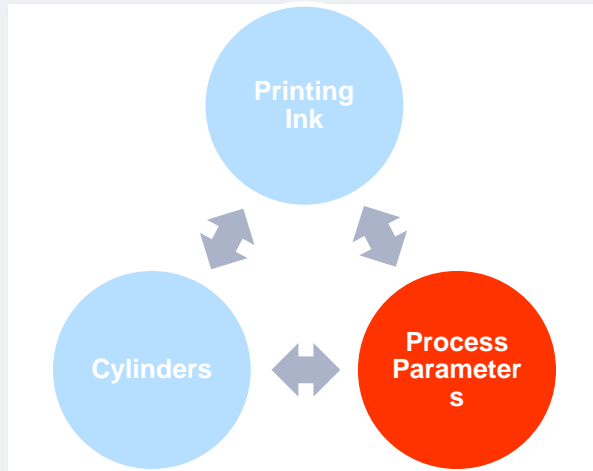 Printing
Ink
Cylinders
Process
Parameter
s